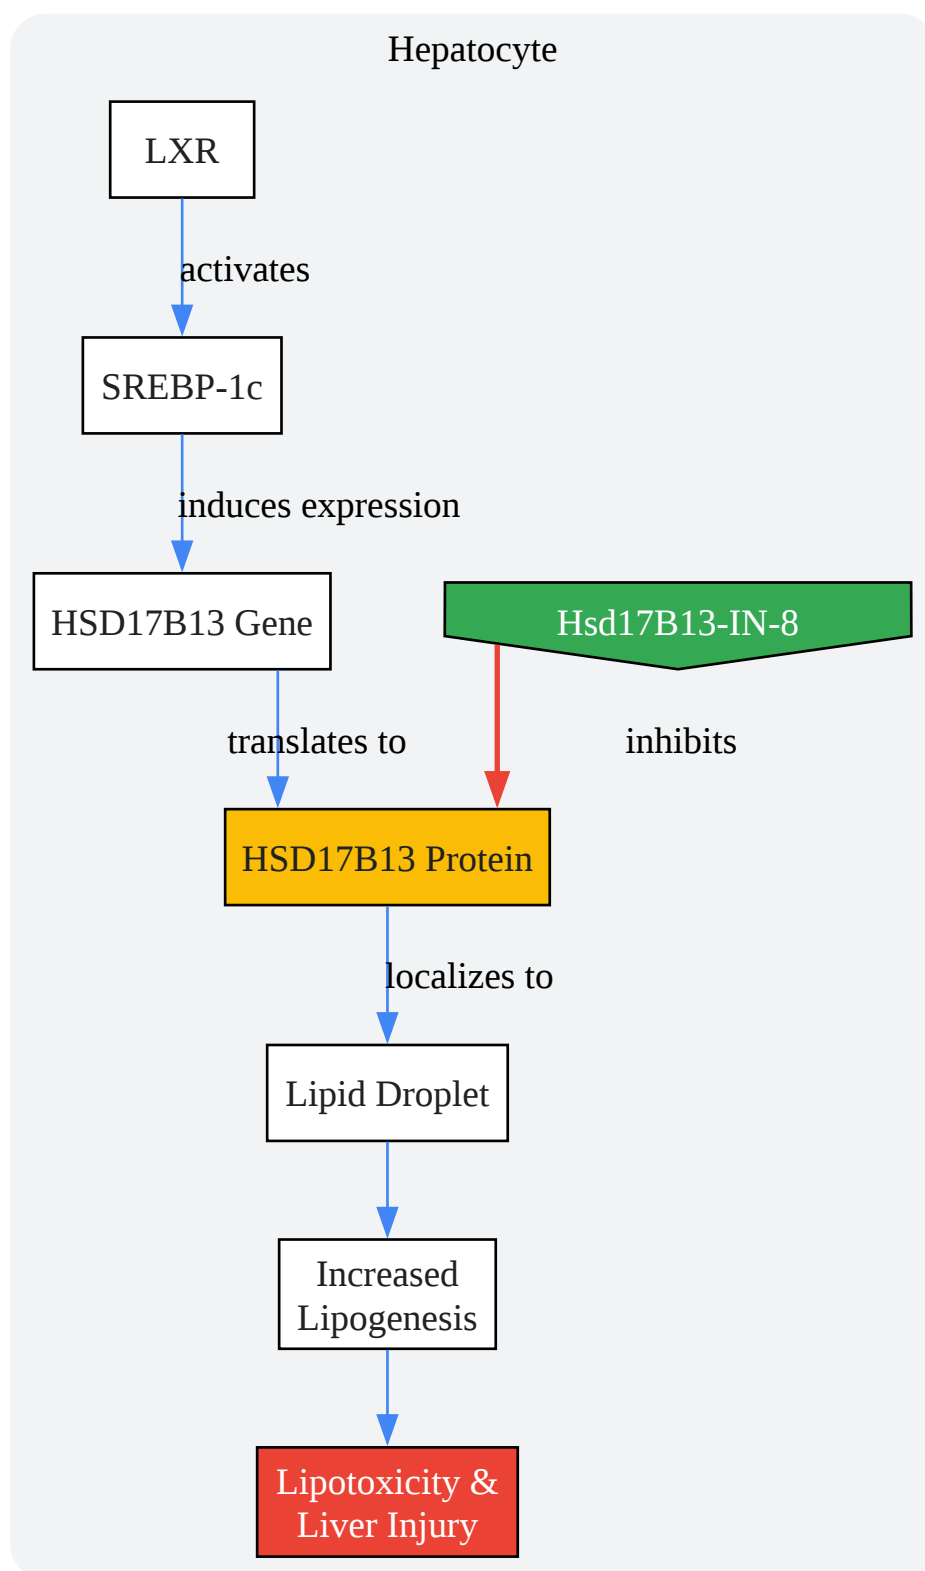 Hepatocyte
LXR
activates
SREBP-1c
induces expression
HSD17B13 Gene
Hsd17B13-IN-8
translates to
inhibits
HSD17B13 Protein
localizes to
Lipid Droplet
Increased
Lipogenesis
Lipotoxicity &
Liver Injury